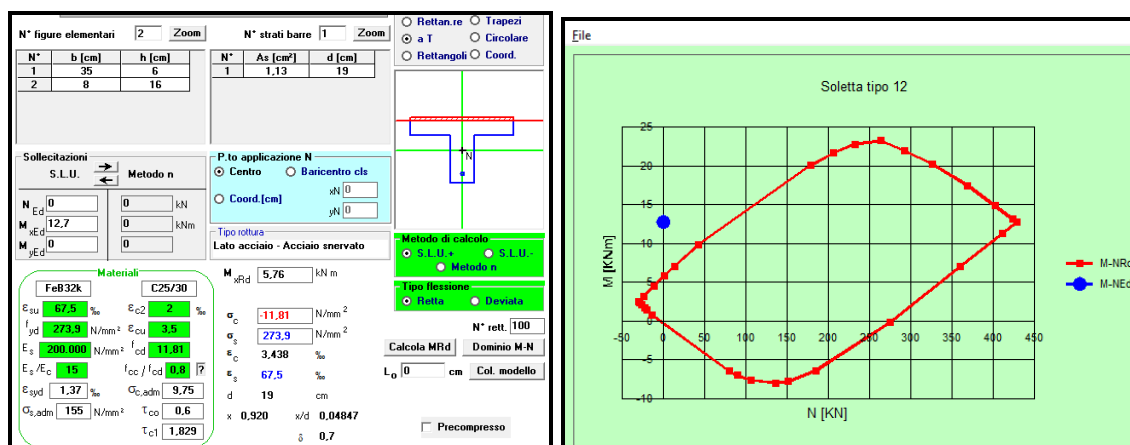 N° figure elementari 2 Zoom N° strati barre 1 Zoom
N° b [cm] h [cm]
1 35 6
2 8 16
N° As [cm²] d [cm]
1 1,13 19
Rettan.re Trapezi
a T Circolare
Rettangoli Coord.
N
Sollecitazioni
S.L.U. Metodo n
N Ed 0 0 kN
M xEd 12,7 0 kNm
M yEd 0 0
P.to applicazione N
Centro Baricentro cls
Coord.[cm]
xN 0
yN 0
Tipo rottura
Lato acciaio - Acciaio snervato
Metodo di calcolo
S.L.U.+ S.L.U.-
Metodo n
Tipo flessione
Retta Deviata
N° rett. 100
Calcola MRd Dominio M-N
L₀ 0 cm Col. modello
Precompresso
Materiali
FeB32k C25/30
εsu 67,5 ‰ εc2 2 ‰
fyd 273,9 N/mm² εcu 3,5
Es 200.000 N/mm² fcd 11,81
Es/Ec 15 fcc / fcd 0,8 ?
εsyd 1,37 ‰ σc,adm 9,75
σs,adm 155 N/mm² τco 0,6
τc1 1,829
M xRd 5,76 kN m
σc -11,81 N/mm²
σs 273,9 N/mm²
εc 3,438 ‰
εs 67,5 ‰
d 19 cm
x 0,920 x/d 0,04847
δ 0,7
File
Soletta tipo 12
M [KNm]
25
20
15
10
5
0
-5
-10
-50 0 50 100 150 200 250 300 350 400 450
N [KN]
M-NRd
M-NEd